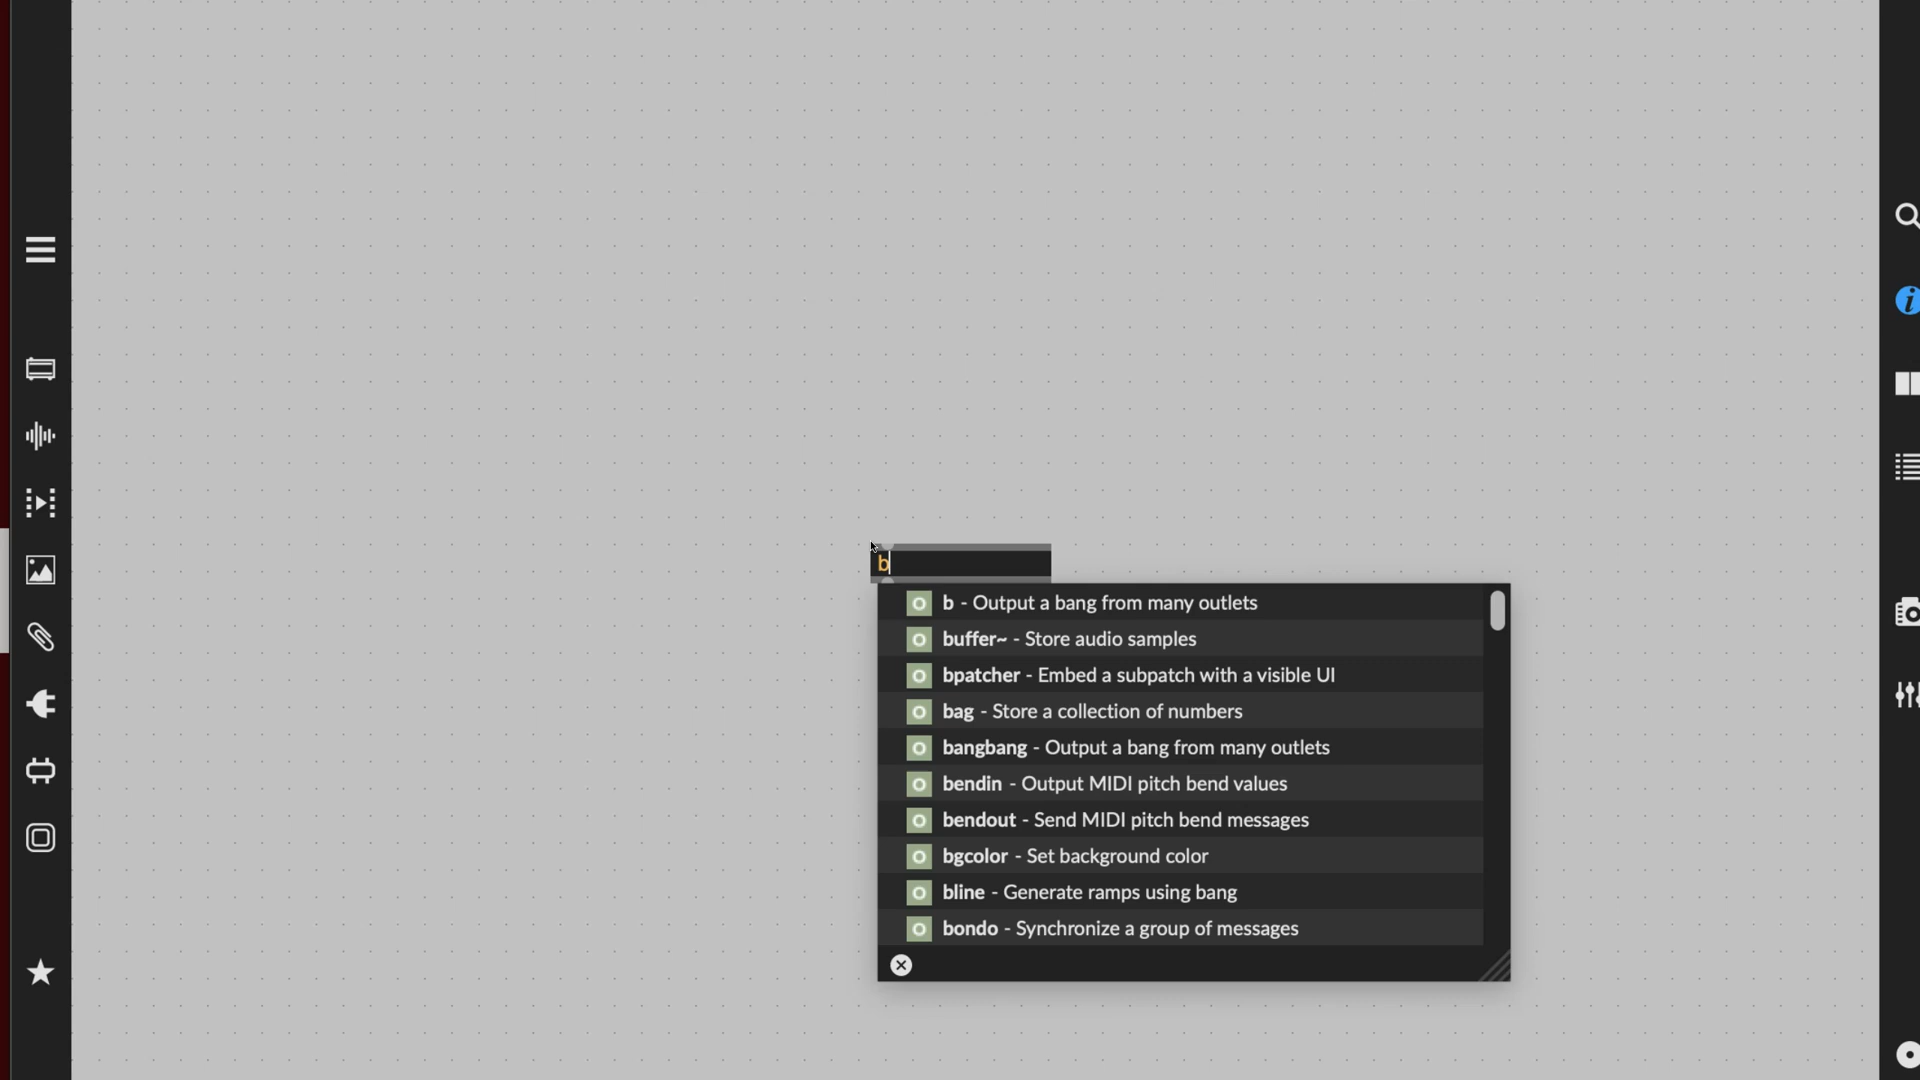 b
b - Output a bang from many outlets
buffer~ - Store audio samples
bpatcher - Embed a subpatch with a visible UI
bag - Store a collection of numbers
bangbang - Output a bang from many outlets
bendin - Output MIDI pitch bend values
bendout - Send MIDI pitch bend messages
bgcolor - Set background color
bline - Generate ramps using bang
bondo - Synchronize a group of messages